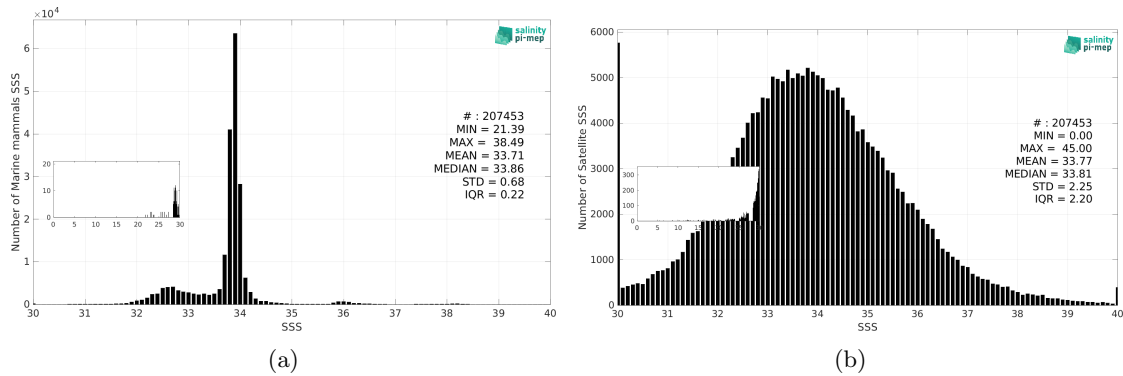 ×10⁴
salinity
pi-mep
Number of Marine mammals SSS
6
5
4
3
2
1
0
# : 207453
MIN = 21.39
MAX = 38.49
MEAN = 33.71
MEDIAN = 33.86
STD = 0.68
IQR = 0.22
20
10
0
0 5 10 15 20 25 30
30 31 32 33 34 35 36 37 38 39 40
SSS
(a)
salinity
pi-mep
Number of Satellite SSS
6000
5000
4000
3000
2000
1000
0
# : 207453
MIN = 0.00
MAX = 45.00
MEAN = 33.77
MEDIAN = 33.81
STD = 2.25
IQR = 2.20
300
200
100
0
0 5 10
30 31 32 33 34 35 36 37 38 39 40
SSS
(b)